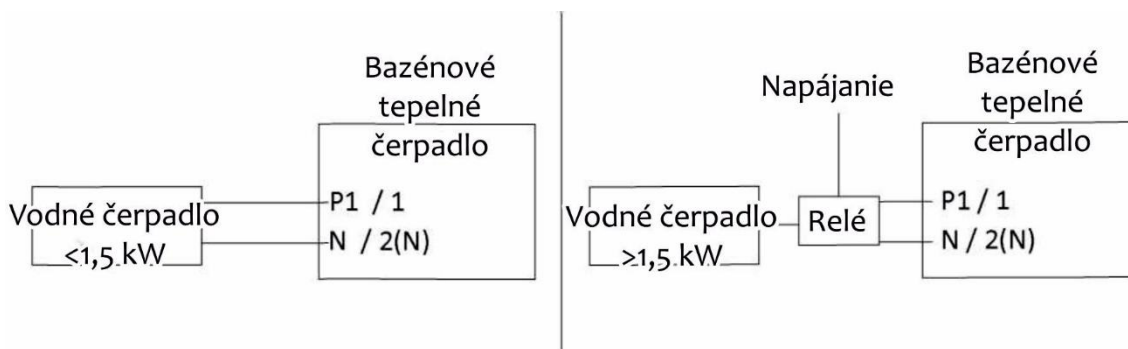 Bazénové
tepelné
čerpadlo
P1 / 1
N / 2(N)
Vodné čerpadlo
<1,5 kW
Napájanie
Bazénové
tepelné
čerpadlo
P1 / 1
N / 2(N)
Relé
Vodné čerpadlo
>1,5 kW